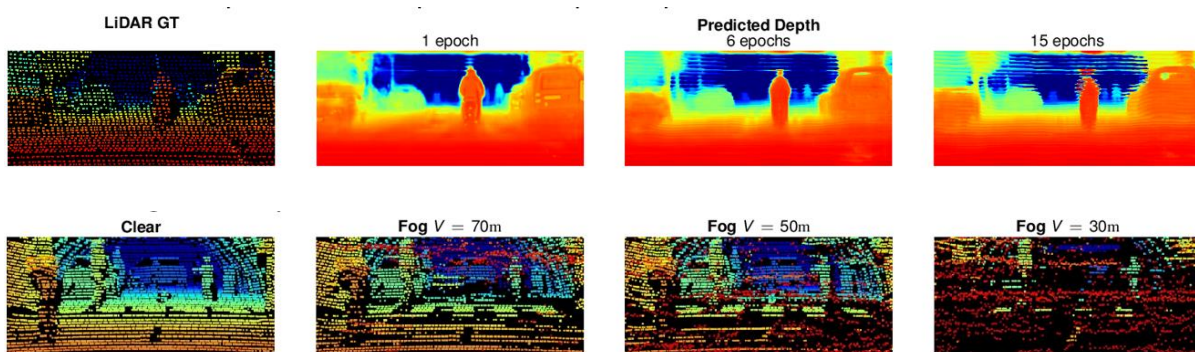 LiDAR GT
Predicted Depth
1 epoch
6 epochs
15 epochs
Clear
Fog V = 70m
Fog V = 50m
Fog V = 30m